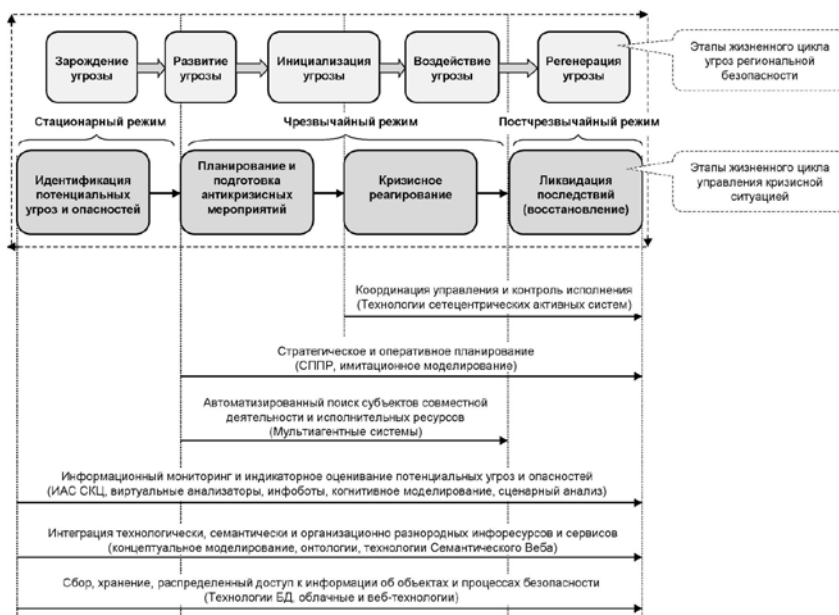 Зарождение
угрозы
Развитие
угрозы
Инициализация
угрозы
Воздействие
угрозы
Регенерация
угрозы
Этапы жизненного цикла
угроз региональной
безопасности
Стационарный режим
Чрезвычайный режим
Постчрезвычайный режим
Идентификация
потенциальных
угроз и опасностей
Планирование и
подготовка
антикризисных
мероприятий
Кризисное
реагирование
Ликвидация
последствий
(восстановление)
Этапы жизненного цикла
управления кризисной
ситуацией
Координация управления и контроль исполнения
(Технологии сетецентрических активных систем)
Стратегическое и оперативное планирование
(СППР, имитационное моделирование)
Автоматизированный поиск субъектов совместной
деятельности и исполнительных ресурсов
(Мультиагентные системы)
Информационный мониторинг и индикаторное оценивание потенциальных угроз и опасностей
(ИАС СКЦ, виртуальные анализаторы, инфоботы, когнитивное моделирование, сценарный анализ)
Интеграция технологически, семантически и организационно разнородных инфоресурсов и сервисов
(концептуальное моделирование, онтологии, технологии Семантического Веба)
Сбор, хранение, распределенный доступ к информации об объектах и процессах безопасности
(Технологии БД, облачные и веб-технологии)